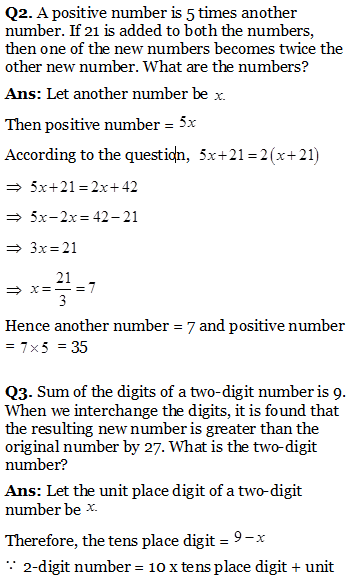 Q2. A positive number is 5 times another
number. If 21 is added to both the numbers,
then one of the new numbers becomes twice the
other new number. What are the numbers?
Ans: Let another number be x.
Then positive number = 5x
According to the question, 5x+21=2(x+21)
⇒ 5x+21=2x+42
⇒ 5x−2x=42−21
⇒ 3x=21
⇒ x=21/3=7
Hence another number = 7 and positive number
= 7×5 = 35
Q3. Sum of the digits of a two-digit number is 9.
When we interchange the digits, it is found that
the resulting new number is greater than the
original number by 27. What is the two-digit
number?
Ans: Let the unit place digit of a two-digit
number be x.
Therefore, the tens place digit = 9−x
∵ 2-digit number = 10 x tens place digit + unit